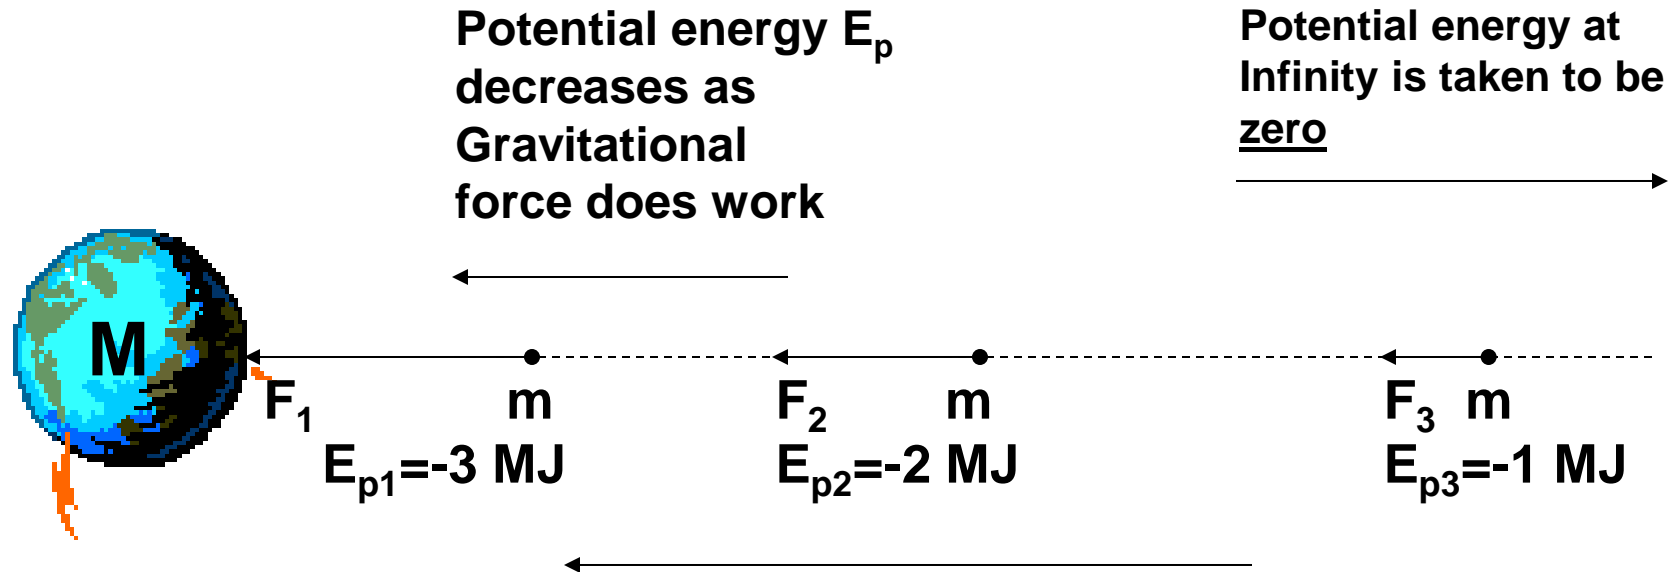 Potential energy Eₚ
decreases as
Gravitational
force does work
Potential energy at
Infinity is taken to be
zero
M
F₁ m F₂ m F₃ m
Eₚ₁=-3 MJ Eₚ₂=-2 MJ Eₚ₃=-1 MJ